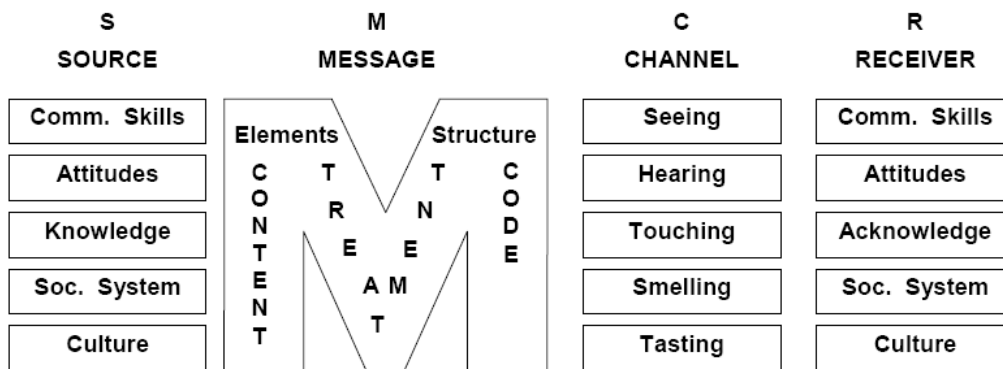 S
SOURCE
Comm. Skills
Attitudes
Knowledge
Soc. System
Culture
M
MESSAGE
Elements
Structure
CONTENT
TREATMENT
CODE
C
CHANNEL
Seeing
Hearing
Touching
Smelling
Tasting
R
RECEIVER
Comm. Skills
Attitudes
Acknowledge
Soc. System
Culture